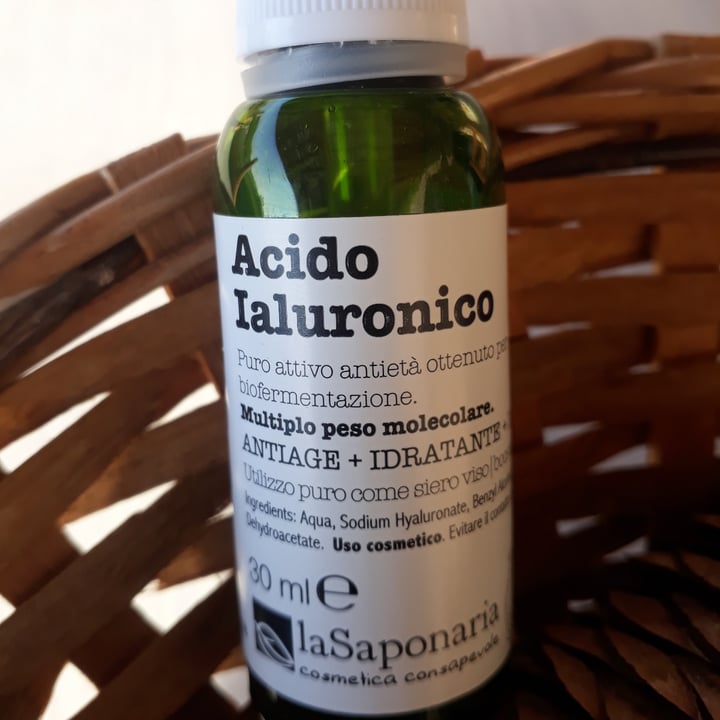 Acido
Ialuronico
Puro attivo antietà ottenuto per
biofermentazione.
Multiplo peso molecolare.
ANTIAGE + IDRATANTE +
Utilizzo puro come siero viso
Ingredients: Aqua, Sodium Hyaluronate, Benzyl
Dehydroacetate. Uso cosmetico. Evitare il
30 ml e
laSaponaria
cosmetica consapevole